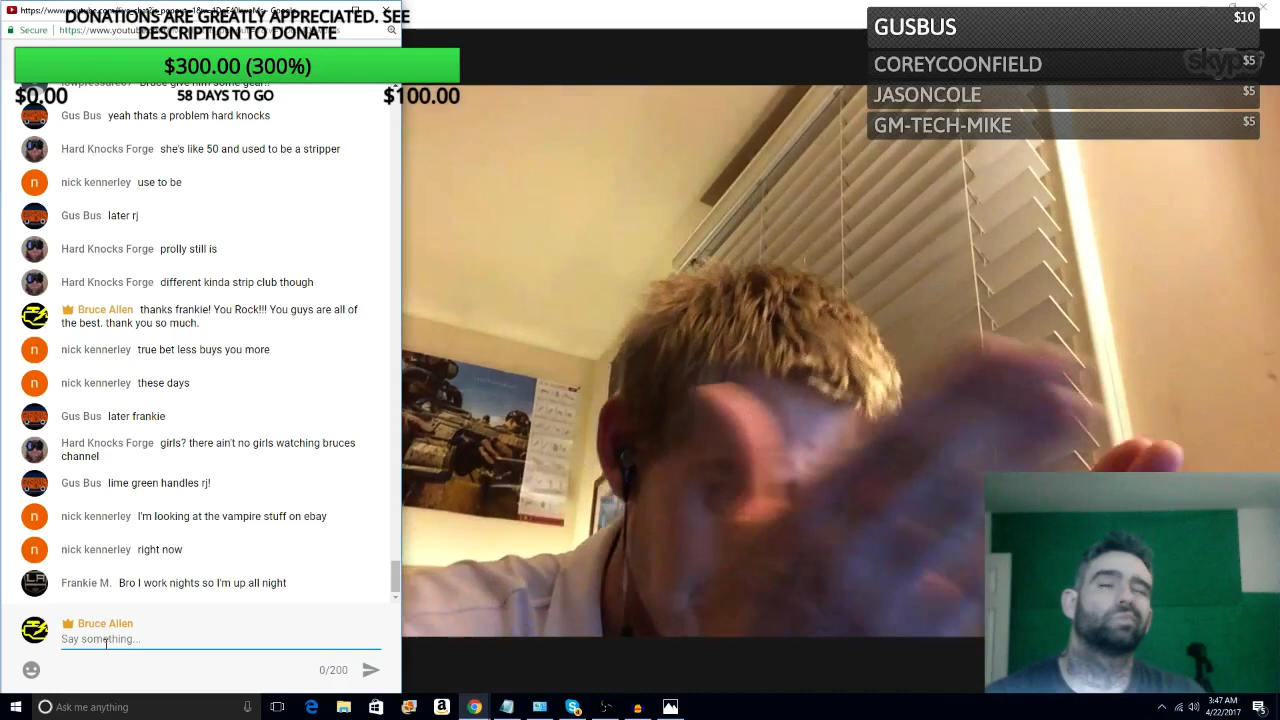 DONATIONS ARE GREATLY APPRECIATED. SEE
DESCRIPTION TO DONATE
Secure
$300.00 (300%)
$0.00
58 DAYS TO GO
$100.00
GUSBUS $10
COREYCOONFIELD $5
JASONCOLE $5
GM-TECH-MIKE $5
skype
Gus Bus yeah thats a problem hard knocks
Hard Knocks Forge she's like 50 and used to be a stripper
nick kennerley use to be
Gus Bus later rj
Hard Knocks Forge prolly still is
Hard Knocks Forge different kinda strip club though
Bruce Allen thanks frankie! You Rock!!! You guys are all of
the best. thank you so much.
nick kennerley true bet less buys you more
nick kennerley these days
Gus Bus later frankie
Hard Knocks Forge girls? there ain't no girls watching bruces
channel
Gus Bus lime green handles rj!
nick kennerley I'm looking at the vampire stuff on ebay
nick kennerley right now
Frankie M. Bro I work nights so I'm up all night
Bruce Allen
Say something...
0/200
Ask me anything
3:47 AM
4/22/2017